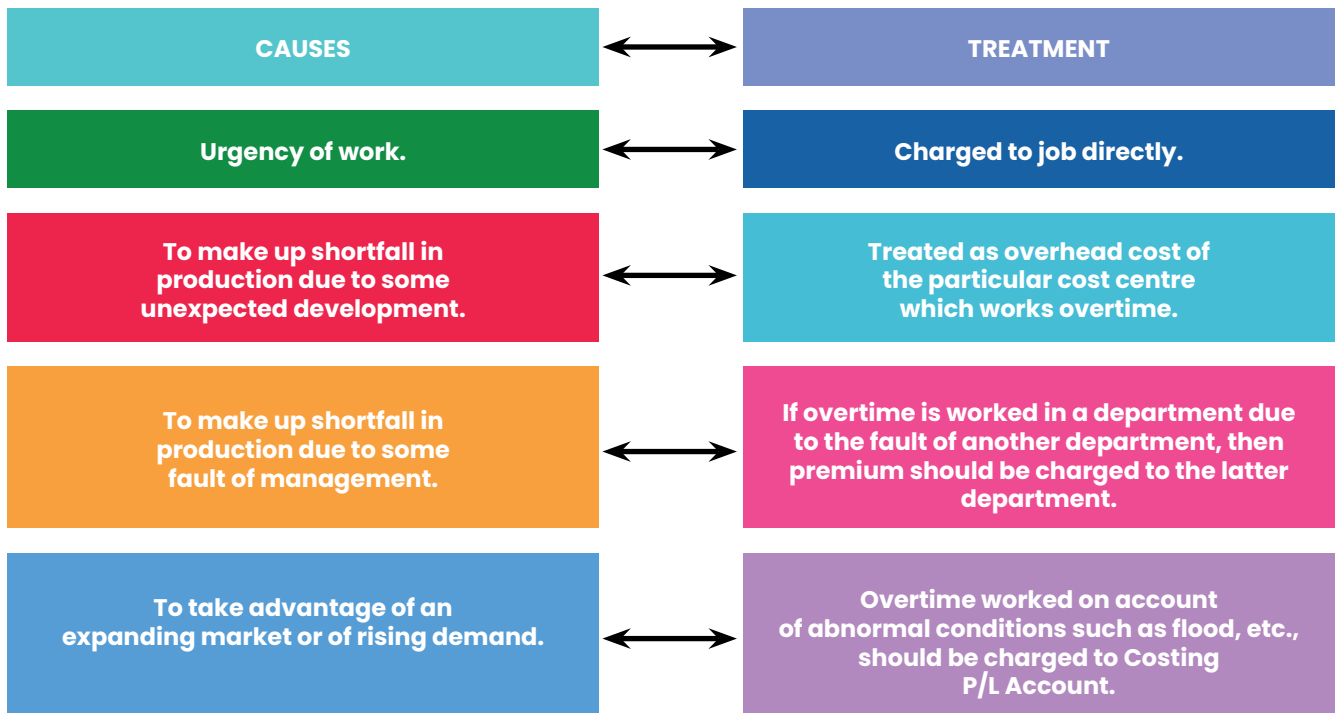 CAUSES
TREATMENT
Urgency of work.
Charged to job directly.
To make up shortfall in
production due to some
unexpected development.
Treated as overhead cost of
the particular cost centre
which works overtime.
To make up shortfall in
production due to some
fault of management.
If overtime is worked in a department due
to the fault of another department, then
premium should be charged to the latter
department.
To take advantage of an
expanding market or of rising demand.
Overtime worked on account
of abnormal conditions such as flood, etc.,
should be charged to Costing
P/L Account.